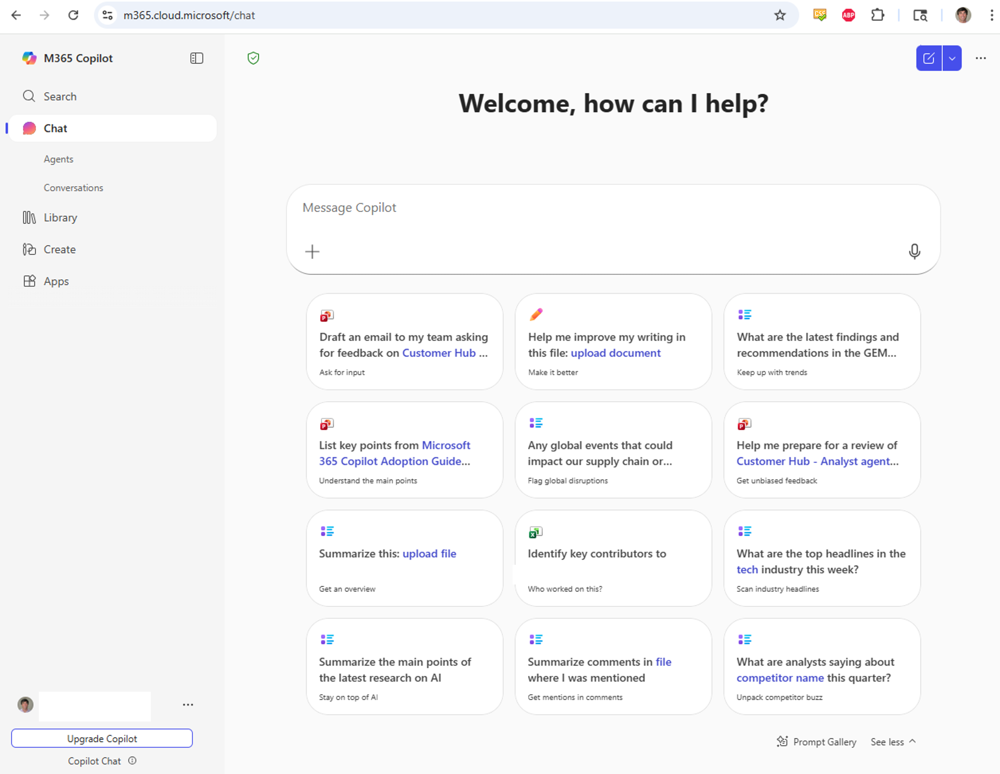 m365.cloud.microsoft/chat
CSS
ABP
M365 Copilot
Search
Chat
Agents
Conversations
Library
Create
Apps
Upgrade Copilot
Copilot Chat
Welcome, how can I help?
Message Copilot
P
Draft an email to my team asking
for feedback on Customer Hub ...
Ask for input
Help me improve my writing in
this file: upload document
Make it better
What are the latest findings and
recommendations in the GEM...
Keep up with trends
P
List key points from Microsoft
365 Copilot Adoption Guide...
Understand the main points
Any global events that could
impact our supply chain or...
Flag global disruptions
P
Help me prepare for a review of
Customer Hub - Analyst agent...
Get unbiased feedback
Summarize this: upload file
Get an overview
X
Identify key contributors to
Who worked on this?
What are the top headlines in the
tech industry this week?
Scan industry headlines
Summarize the main points of
the latest research on AI
Stay on top of AI
Summarize comments in file
where I was mentioned
Get mentions in comments
What are analysts saying about
competitor name this quarter?
Unpack competitor buzz
Prompt Gallery
See less